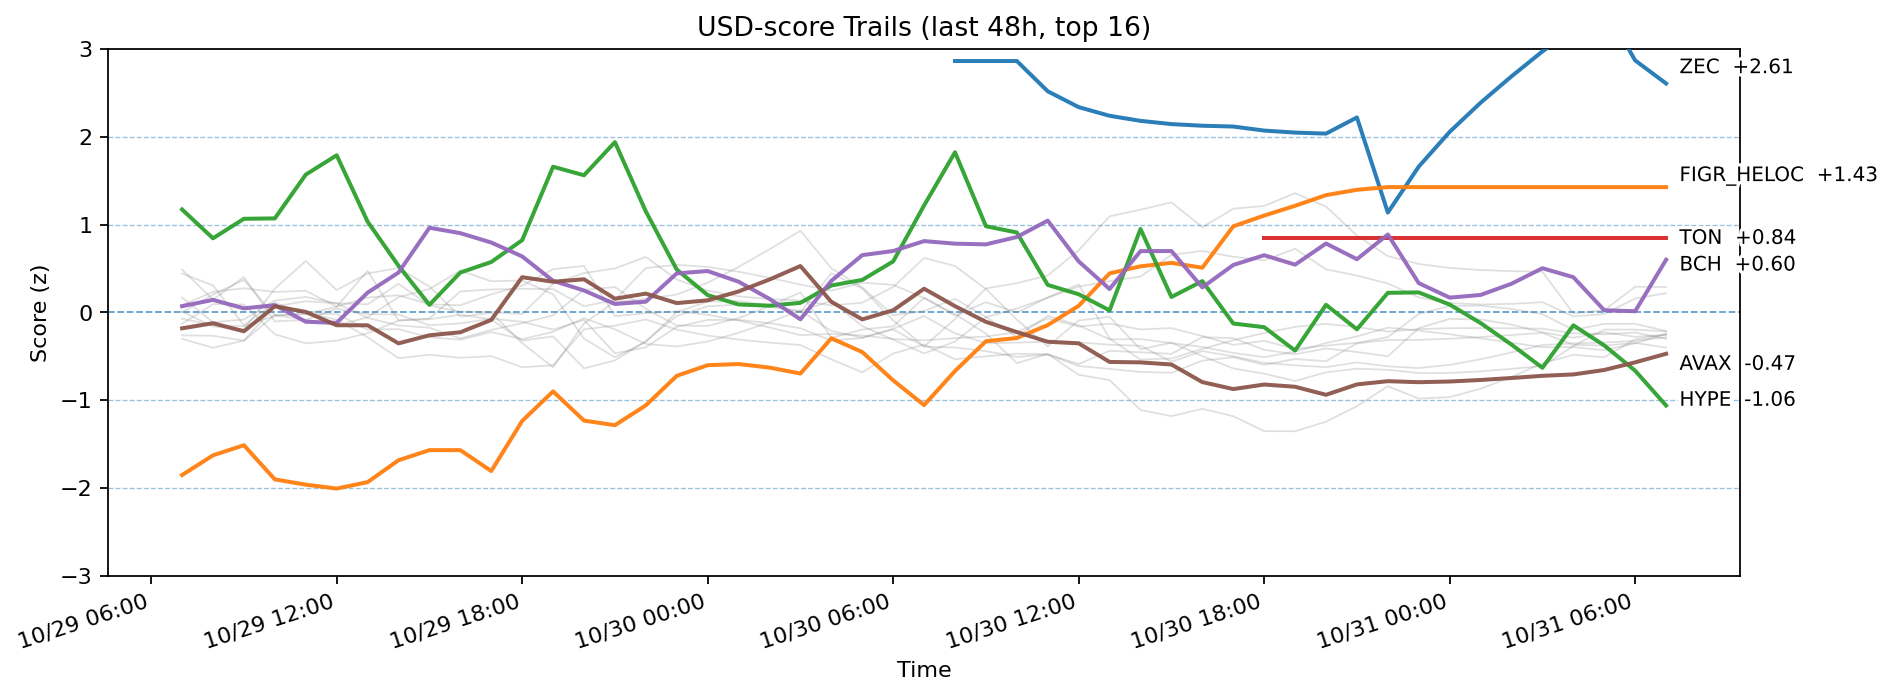 USD-score Trails (last 48h, top 16)
Score (z)
3
2
1
0
−1
−2
−3
ZEC +2.61
FIGR_HELOC +1.43
TON +0.84
BCH +0.60
AVAX -0.47
HYPE -1.06
10/29 06:00
10/29 12:00
10/29 18:00
10/30 00:00
10/30 06:00
10/30 12:00
10/30 18:00
10/31 00:00
10/31 06:00
Time